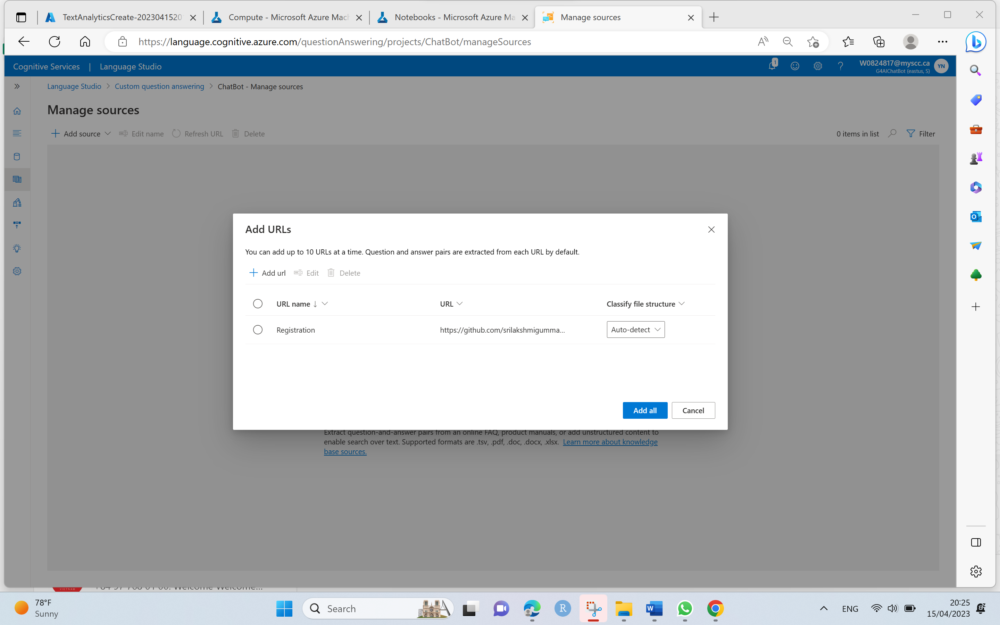 TextAnalyticsCreate-2023041520
Compute - Microsoft Azure Mach
Notebooks - Microsoft Azure Ma
Manage sources
https://language.cognitive.azure.com/questionAnswering/projects/ChatBot/manageSources
Cognitive Services | Language Studio
1
W0824817@myscc.ca
G4AIChatBot (eastus, S)
YN
Language Studio > Custom question answering > ChatBot - Manage sources
Manage sources
Add source
Edit name
Refresh URL
Delete
0 items in list
Filter
Add URLs
You can add up to 10 URLs at a time. Question and answer pairs are extracted from each URL by default.
Add url
Edit
Delete
URL name
URL
Classify file structure
Registration
https://github.com/srilakshmigumma...
Auto-detect
Add all
Cancel
Extract question-and-answer pairs from an online FAQ, product manuals, or add unstructured content to
enable search over text. Supported formats are .tsv, .pdf, .doc, .docx, .xlsx. Learn more about knowledge
base sources.
VIETNAM
78°F
Sunny
Search
R
W
ENG
20:25
15/04/2023